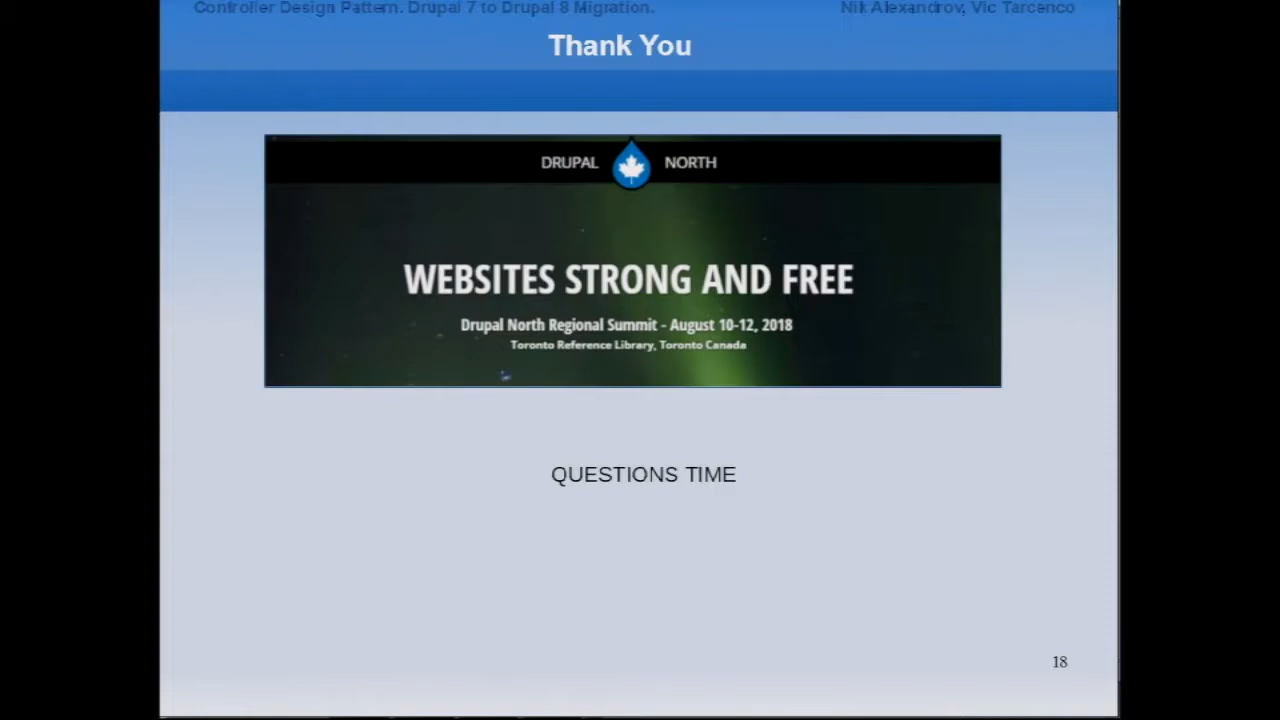 Controller Design Pattern. Drupal 7 to Drupal 8 Migration. Nik Alexandrov, Vic Tarcenco
Thank You
DRUPAL NORTH
WEBSITES STRONG AND FREE
Drupal North Regional Summit - August 10-12, 2018
Toronto Reference Library, Toronto Canada
QUESTIONS TIME
18